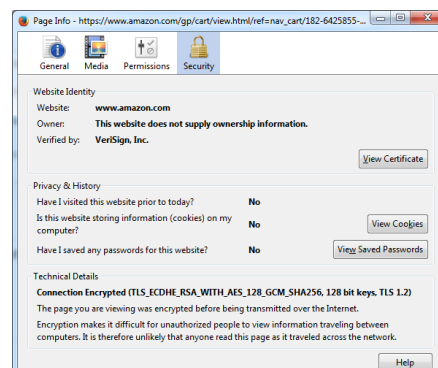 Page Info - https://www.amazon.com/gp/cart/view.html/ref=nav_cart/182-6425855-...
General Media Permissions Security
Website Identity
Website: www.amazon.com
Owner: This website does not supply ownership information.
Verified by: VeriSign, Inc.
View Certificate
Privacy & History
Have I visited this website prior to today? No
Is this website storing information (cookies) on my
computer? No View Cookies
Have I saved any passwords for this website? No View Saved Passwords
Technical Details
Connection Encrypted (TLS_ECDHE_RSA_WITH_AES_128_GCM_SHA256, 128 bit keys, TLS 1.2)
The page you are viewing was encrypted before being transmitted over the Internet.
Encryption makes it difficult for unauthorized people to view information traveling between
computers. It is therefore unlikely that anyone read this page as it traveled across the network.
Help